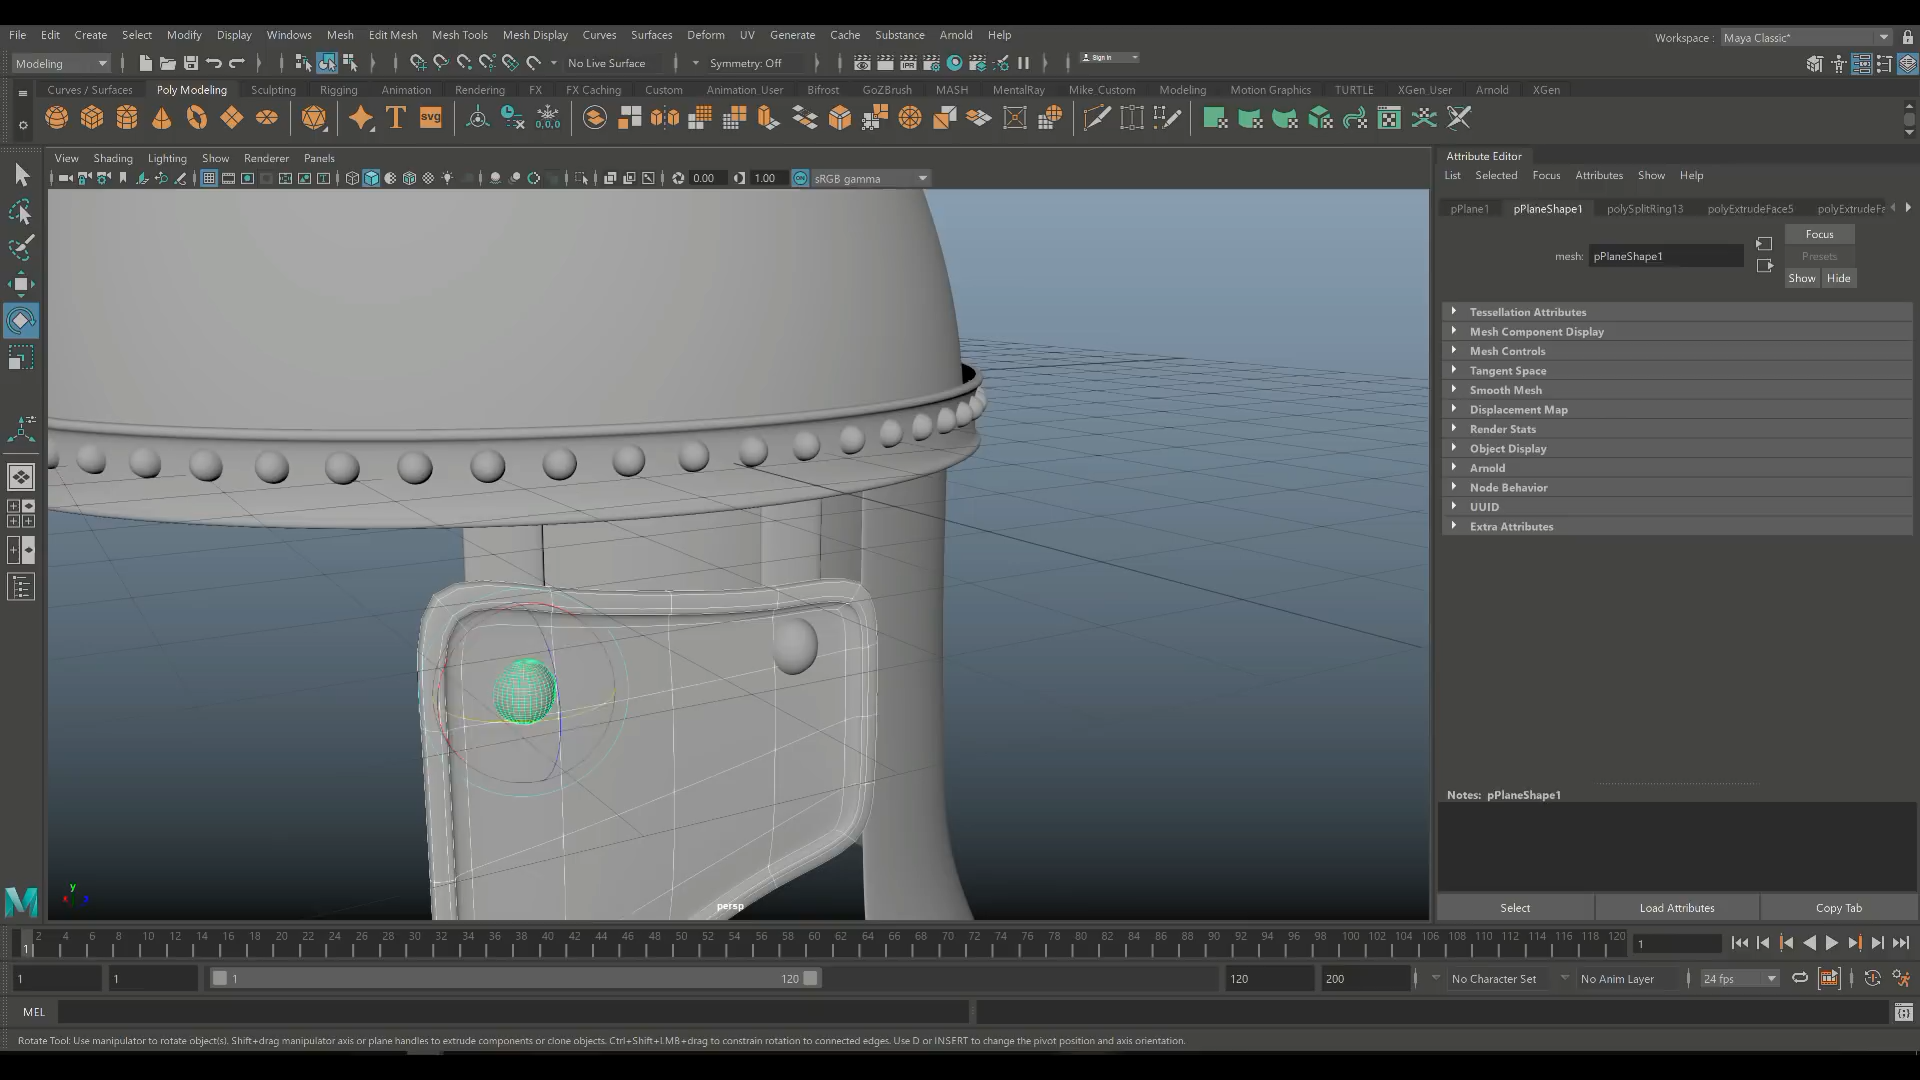 File Edit Create Select Modify Display Windows Mesh Edit Mesh Mesh Tools Mesh Display Curves Surfaces Deform UV Generate Cache Substance Arnold Help
Workspace : Maya Classic*
Modeling No Live Surface Symmetry: Off Sign in
Curves / Surfaces Poly Modeling Sculpting Rigging Animation Rendering FX FX Caching Custom Animation_User Bifrost GoZBrush MASH MentalRay Mike_Custom Modeling Motion Graphics TURTLE XGen_User Arnold XGen
T svg 0,0,0
View Shading Lighting Show Renderer Panels
0.00 1.00 ON sRGB gamma
Attribute Editor
List Selected Focus Attributes Show Help
pPlane1 pPlaneShape1 polySplitRing13 polyExtrudeFace5 polyExtrudeFa
Focus
mesh: pPlaneShape1 Presets
Show Hide
Tessellation Attributes
Mesh Component Display
Mesh Controls
Tangent Space
Smooth Mesh
Displacement Map
Render Stats
Object Display
Arnold
Node Behavior
UUID
Extra Attributes
Notes: pPlaneShape1
y
x z
persp
Select Load Attributes Copy Tab
2 4 6 8 10 12 14 16 18 20 22 24 26 28 30 32 34 36 38 40 42 44 46 48 50 52 54 56 58 60 62 64 66 68 70 72 74 76 78 80 82 84 86 88 90 92 94 96 98 100 102 104 106 108 110 112 114 116 118 120
1 1
1 1 1 120 120 200 No Character Set No Anim Layer 24 fps
MEL
Rotate Tool: Use manipulator to rotate object(s). Shift+drag manipulator axis or plane handles to extrude components or clone objects. Ctrl+Shift+LMB+drag to constrain rotation to connected edges. Use D or INSERT to change the pivot position and axis orientation.